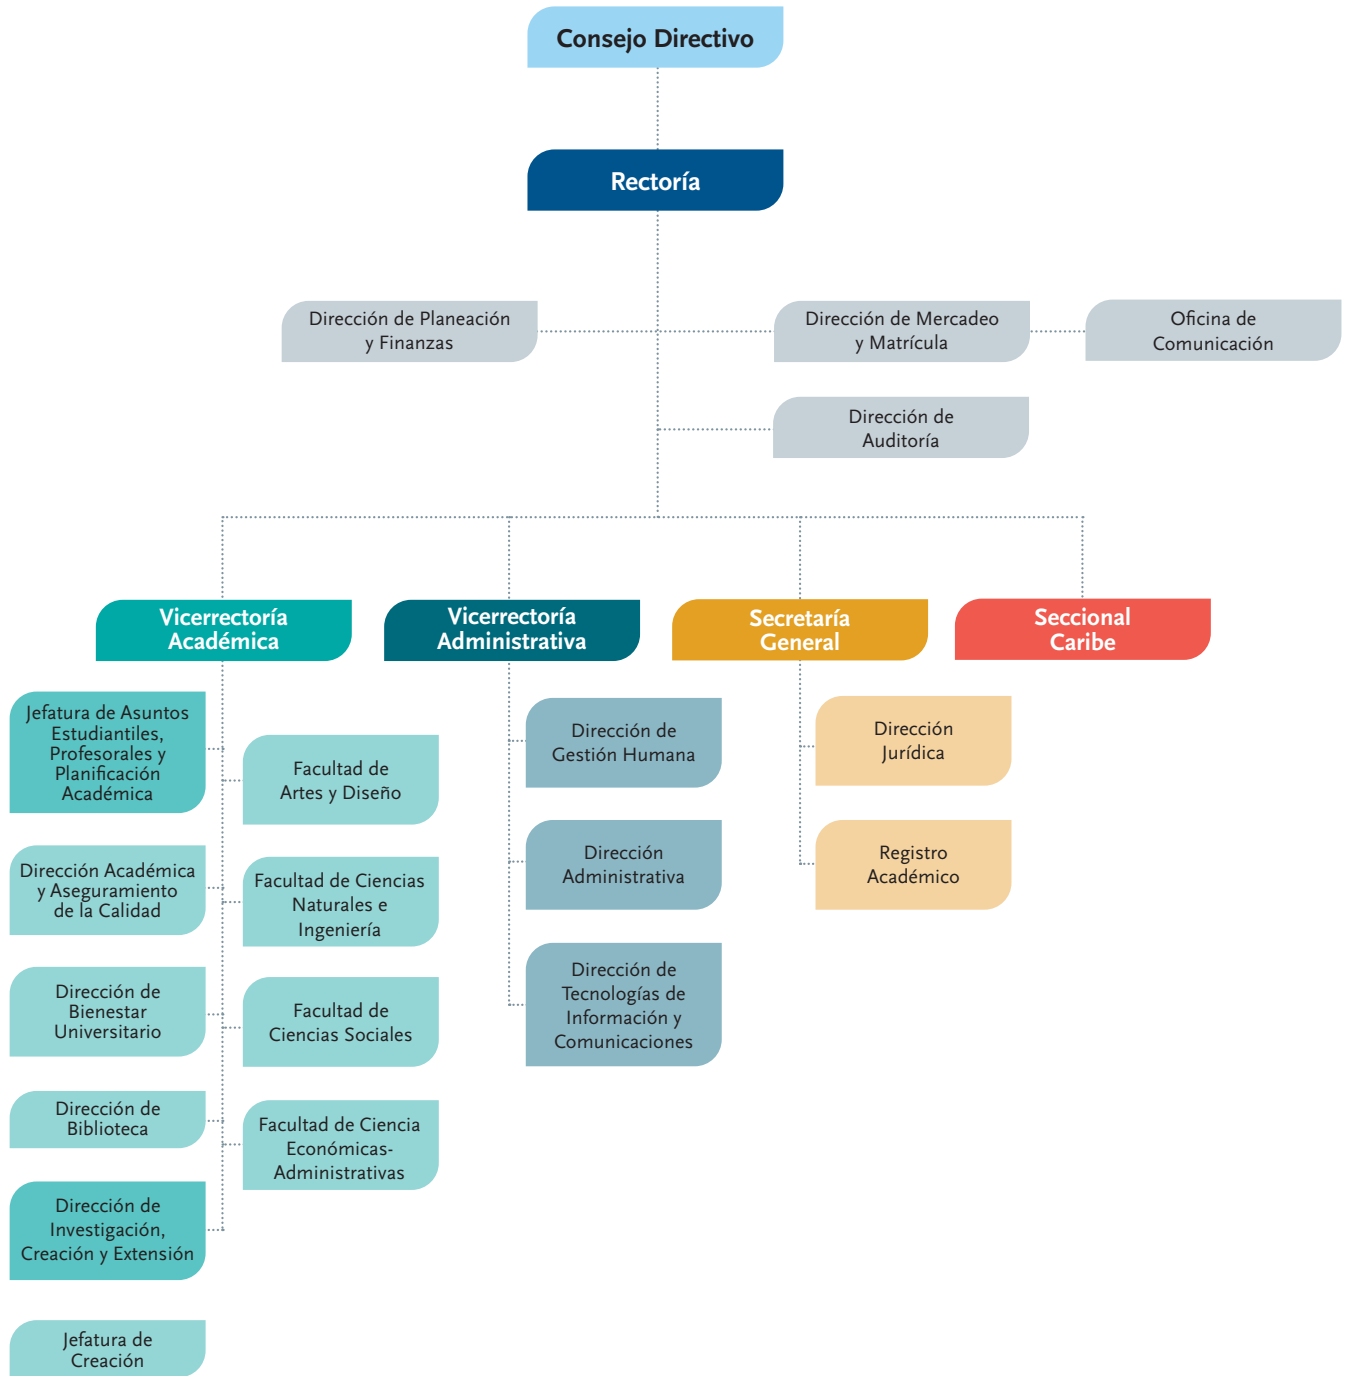 Consejo Directivo
Rectoría
Dirección de Planeación
y Finanzas
Dirección de Mercadeo
y Matrícula
Oficina de
Comunicación
Dirección de
Auditoría
Vicerrectoría
Académica
Vicerrectoría
Administrativa
Secretaría
General
Seccional
Caribe
Jefatura de Asuntos
Estudiantiles,
Profesorales y
Planificación
Académica
Dirección Académica
y Aseguramiento
de la Calidad
Dirección de
Bienestar
Universitario
Dirección de
Biblioteca
Dirección de
Investigación,
Creación y Extensión
Jefatura de
Creación
Facultad de
Artes y Diseño
Facultad de Ciencias
Naturales e
Ingeniería
Facultad de
Ciencias Sociales
Facultad de Ciencia
Económicas-
Administrativas
Dirección de
Gestión Humana
Dirección
Administrativa
Dirección de
Tecnologías de
Información y
Comunicaciones
Dirección
Jurídica
Registro
Académico